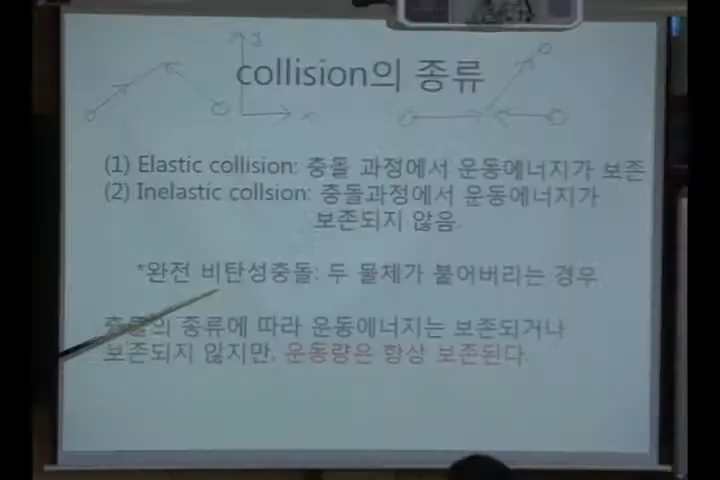 y
x
collision의 종류
(1) Elastic collision: 충돌 과정에서 운동에너지가 보존
(2) Inelastic collsion: 충돌과정에서 운동에너지가
보존되지 않음.
*완전 비탄성충돌: 두 물체가 붙어버리는 경우
충돌의 종류에 따라 운동에너지는 보존되거나
보존되지 않지만, 운동량은 항상 보존된다.